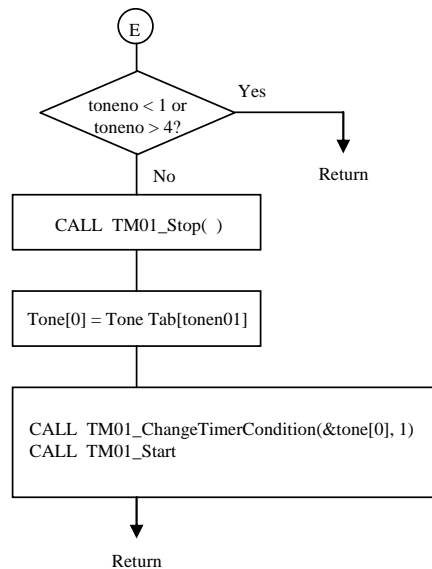 E
toneno < 1 or
toneno > 4?
Yes
Return
No
CALL TM01_Stop( )
Tone[0] = Tone Tab[tonen01]
CALL TM01_ChangeTimerCondition(&tone[0], 1)
CALL TM01_Start
Return